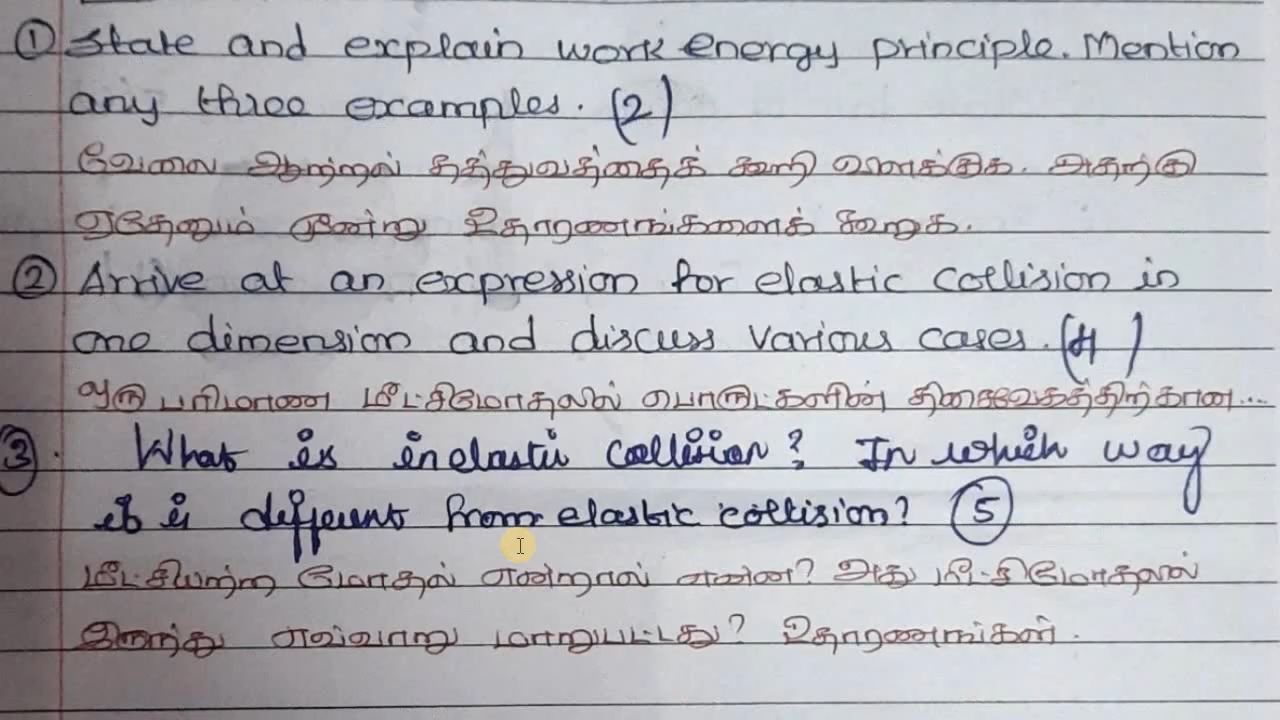 ① State and explain work energy principle. Mention
any three examples. (2)
வேலை ஆற்றல் தத்துவத்தைக் கூறி விளக்குக. அதற்கு
ஏதேனும் மூன்று உதாரணங்களைக் கூறுக.
② Arrive at an expression for elastic collision in
one dimension and discuss various cases. (4)
ஒரு பரிமாண மீட்சிமோதலில் பொருட்களின் திசைவேகத்திற்கான....
③. What is inelastic collision? In which way
it is different from elastic collision? ⑤
மீட்சியற்ற மோதல் என்றால் என்ன? அது மீட்சிமோதலில்
இருந்து எவ்வாறு மாறுபட்டது? உதாரணங்கள்.